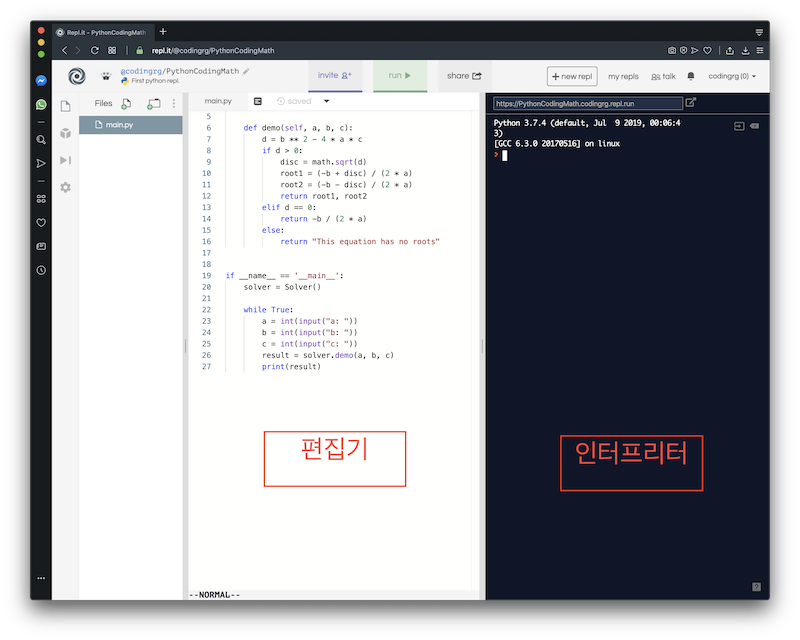 Repl.it - PythonCodingMath
repl.it/@codingrg/PythonCodingMath
@codingrg/PythonCodingMath
First python repl.
invite
run
share
+ new repl
my repls
talk
codingrg (0)
Files
main.py
main.py
saved
https://PythonCodingMath.codingrg.repl.run
5
6 def demo(self, a, b, c):
7 d = b ** 2 - 4 * a * c
8 if d > 0:
9 disc = math.sqrt(d)
10 root1 = (-b + disc) / (2 * a)
11 root2 = (-b - disc) / (2 * a)
12 return root1, root2
13 elif d == 0:
14 return -b / (2 * a)
15 else:
16 return "This equation has no roots"
17
18
19 if __name__ == '__main__':
20 solver = Solver()
21
22 while True:
23 a = int(input("a: "))
24 b = int(input("b: "))
25 c = int(input("c: "))
26 result = solver.demo(a, b, c)
27 print(result)
편집기
--NORMAL--
Python 3.7.4 (default, Jul  9 2019, 00:06:4
3)
[GCC 6.3.0 20170516] on linux
>
인터프리터
?